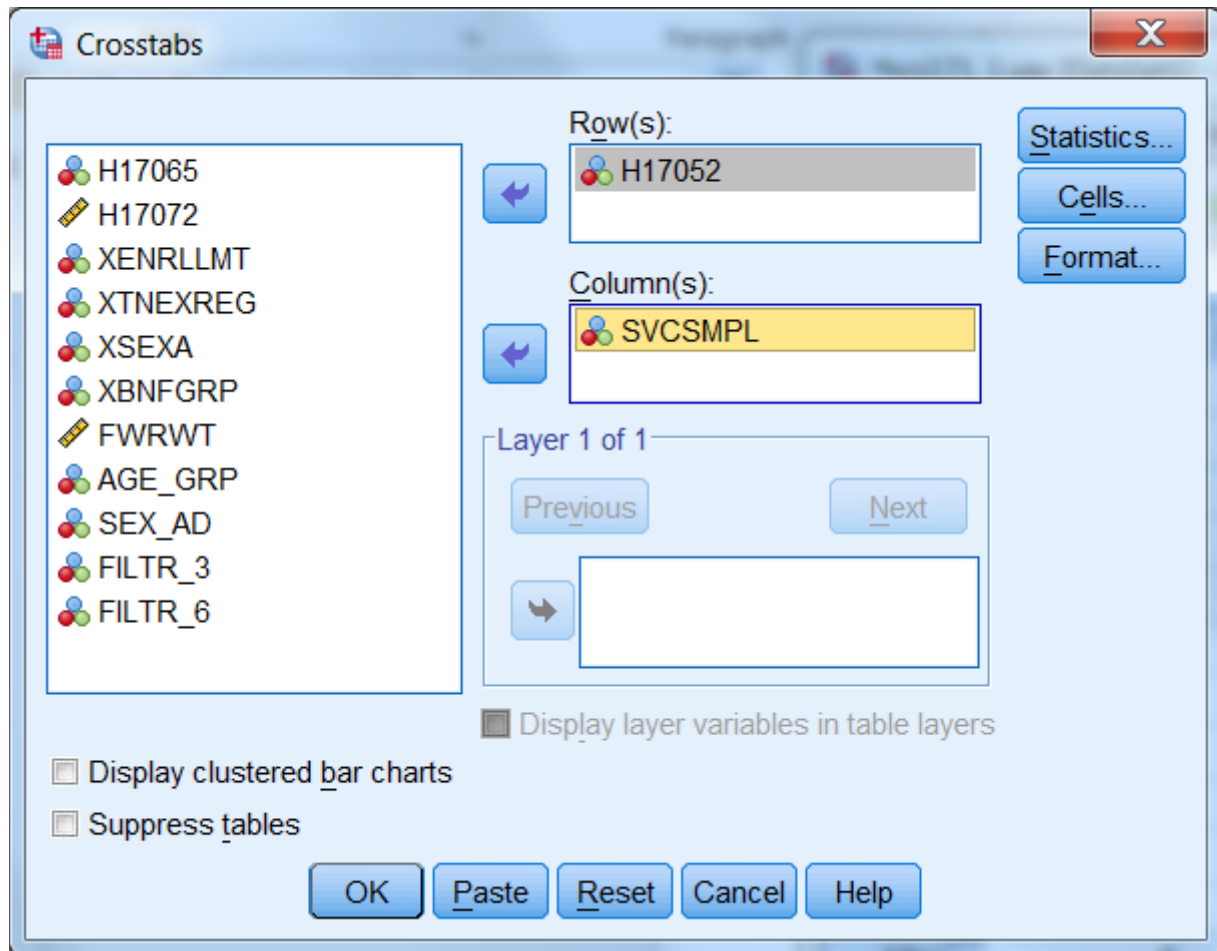 Crosstabs
H17065
H17072
XENRLLMT
XTNEXREG
XSEXA
XBNFGRP
FWRWT
AGE_GRP
SEX_AD
FILTR_3
FILTR_6
Row(s):
H17052
Column(s):
SVCSMPL
Layer 1 of 1
Previous
Next
Display layer variables in table layers
Statistics...
Cells...
Format...
Display clustered bar charts
Suppress tables
OK Paste Reset Cancel Help